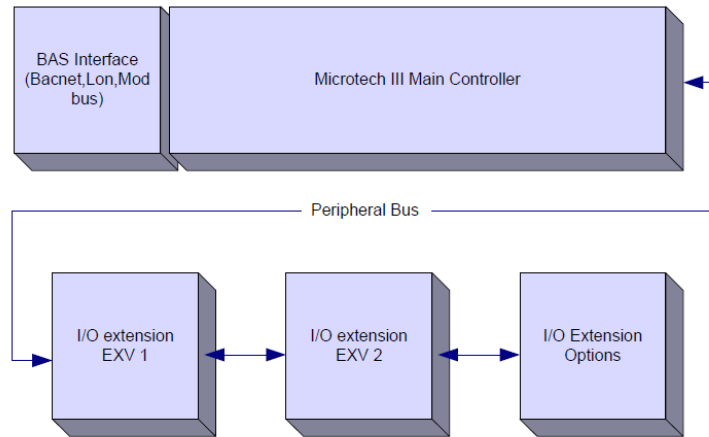 BAS Interface
(Bacnet,Lon,Mod
bus)
Microtech III Main Controller
Peripheral Bus
I/O extension
EXV 1
I/O extension
EXV 2
I/O Extension
Options